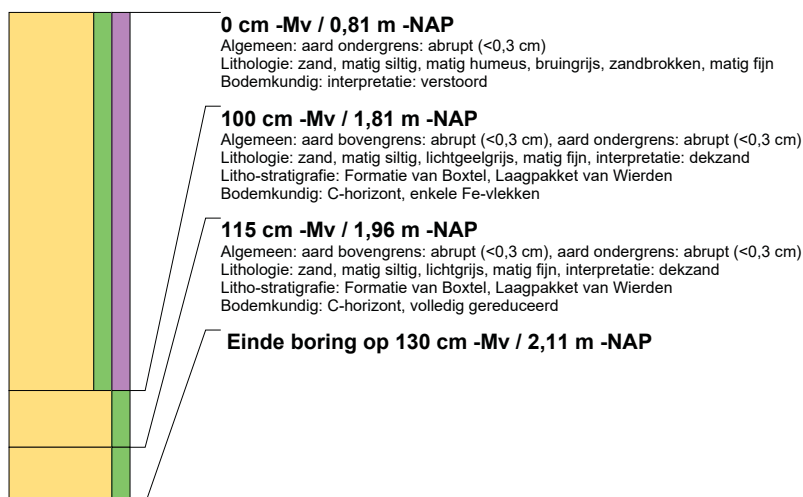 0 cm -Mv / 0,81 m -NAP
Algemeen: aard ondergrens: abrupt (<0,3 cm)
Lithologie: zand, matig siltig, matig humeus, bruingrijs, zandbrokken, matig fijn
Bodemkundig: interpretatie: verstoord
100 cm -Mv / 1,81 m -NAP
Algemeen: aard bovengrens: abrupt (<0,3 cm), aard ondergrens: abrupt (<0,3 cm)
Lithologie: zand, matig siltig, lichtgeelgrijs, matig fijn, interpretatie: dekzand
Litho-stratigrafie: Formatie van Boxtel, Laagpakket van Wierden
Bodemkundig: C-horizont, enkele Fe-vlekken
115 cm -Mv / 1,96 m -NAP
Algemeen: aard bovengrens: abrupt (<0,3 cm), aard ondergrens: abrupt (<0,3 cm)
Lithologie: zand, matig siltig, lichtgrijs, matig fijn, interpretatie: dekzand
Litho-stratigrafie: Formatie van Boxtel, Laagpakket van Wierden
Bodemkundig: C-horizont, volledig gereduceerd
Einde boring op 130 cm -Mv / 2,11 m -NAP